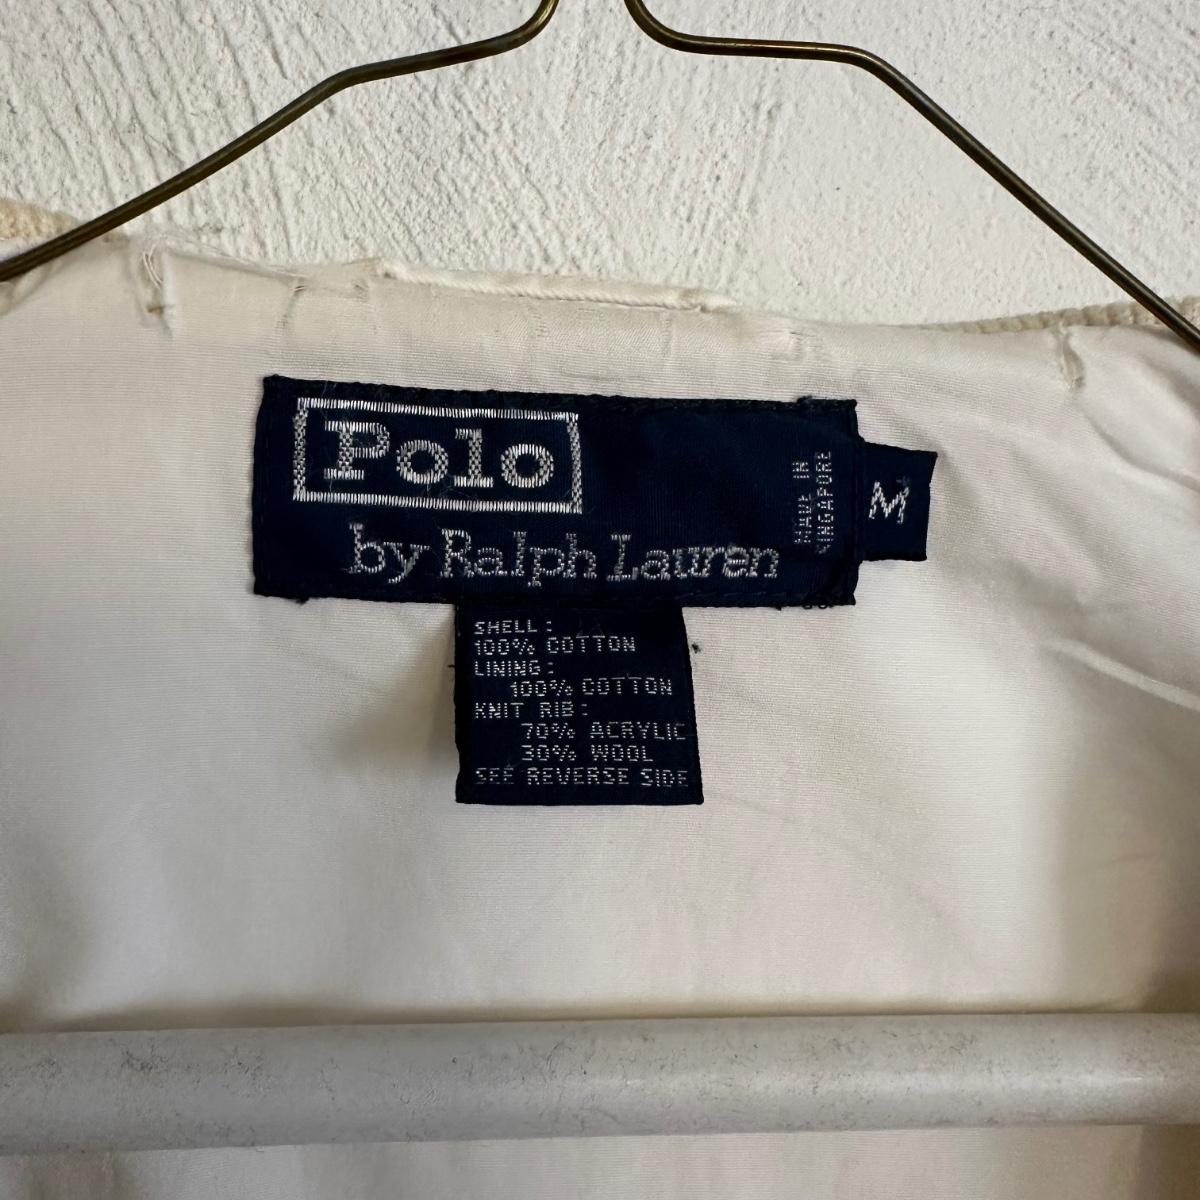 Polo
by Ralph Lauren
MADE IN
SINGAPORE
M
SHELL:
100% COTTON
LINING:
100% COTTON
KNIT RIB:
70% ACRYLIC
30% WOOL
SEE REVERSE SIDE